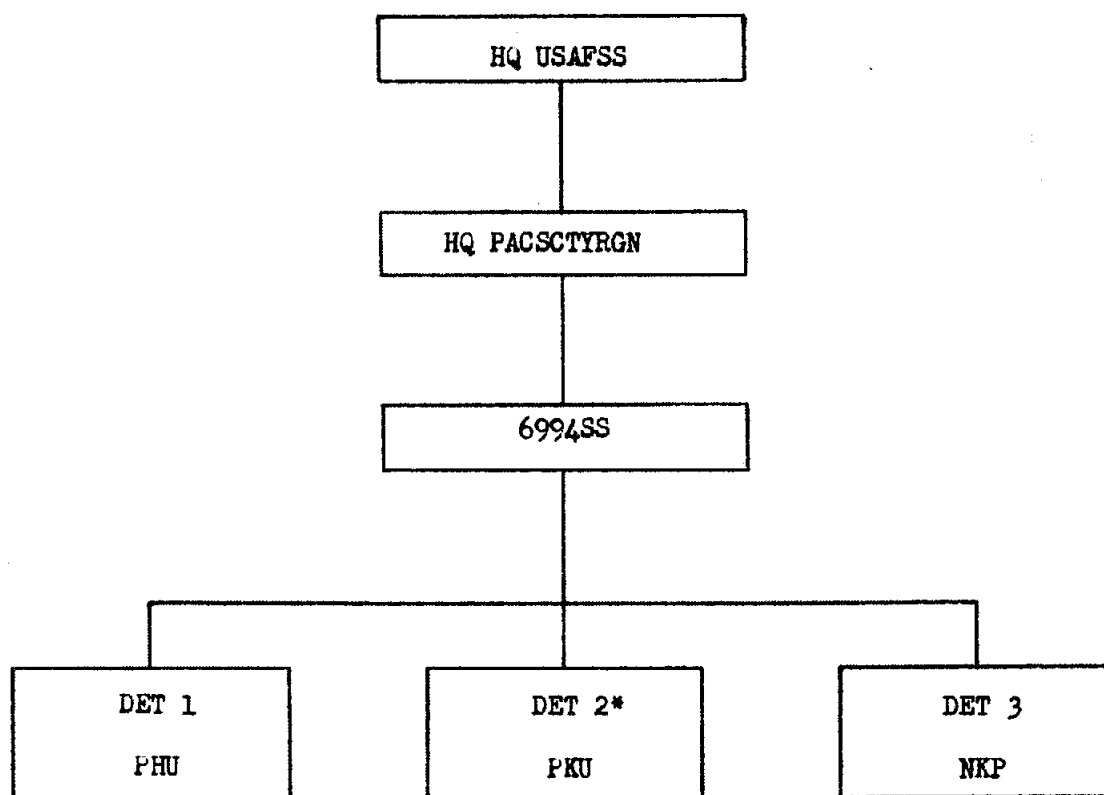 HQ USAFSS
HQ PACSCTYRGN
6994SS
DET 1
PHU
DET 2*
PKU
DET 3
NKP